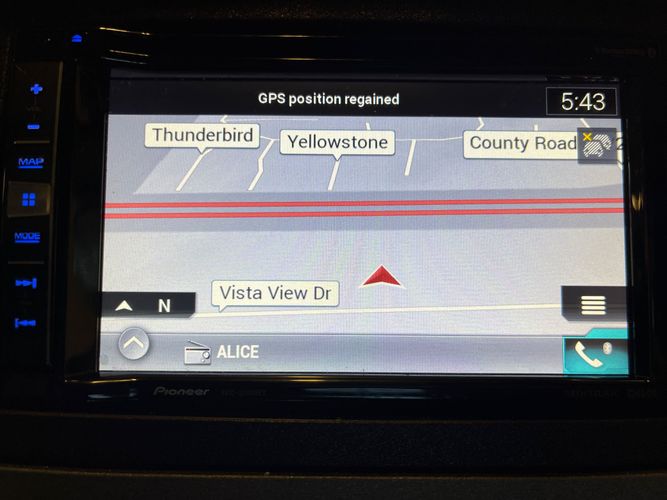 GPS position regained
5:43
Thunderbird
Yellowstone
County Road
MAP
MODE
N
Vista View Dr
ALICE
Pioneer